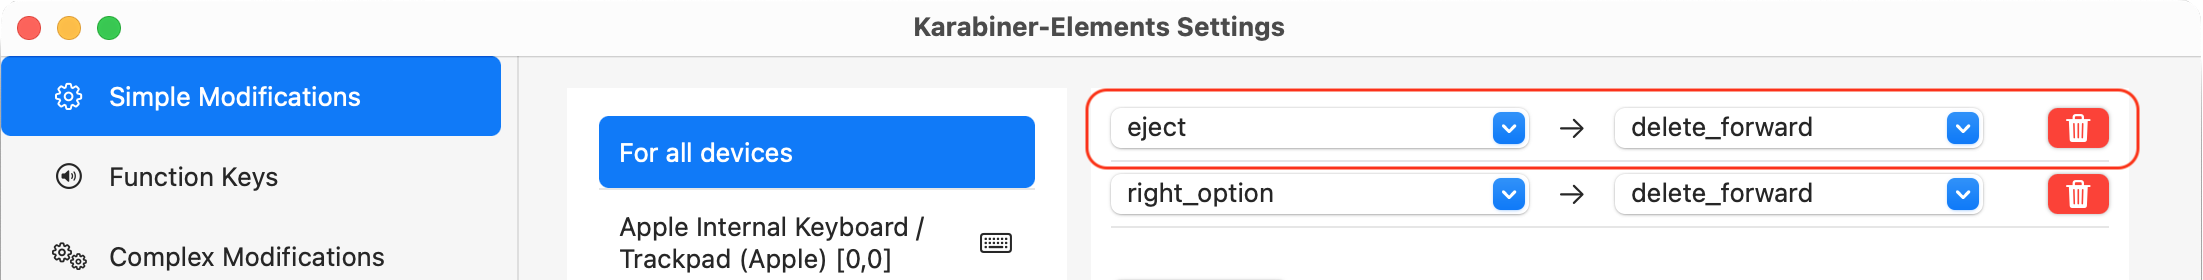 Karabiner-Elements Settings
Simple Modifications
Function Keys
Complex Modifications
For all devices
Apple Internal Keyboard /
Trackpad (Apple) [0,0]
eject → delete_forward
right_option → delete_forward